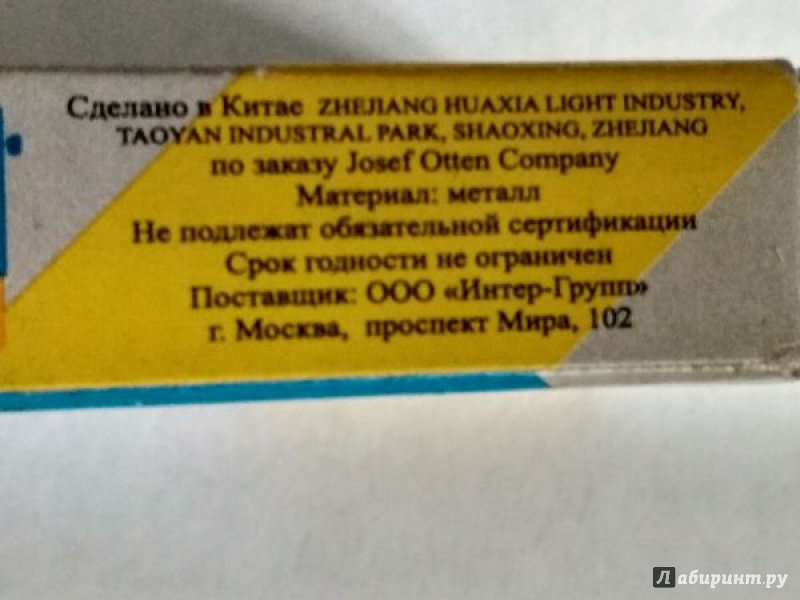 Сделано в Китае ZHEJIANG HUAXIA LIGHT INDUSTRY,
TAOYAN INDUSTRAL PARK, SHAOXING, ZHEJIANG
по заказу Josef Otten Company
Материал: металл
Не подлежат обязательной сертификации
Срок годности не ограничен
Поставщик: ООО «Интер-Групп»
г. Москва, проспект Мира, 102
Лабиринт.ру